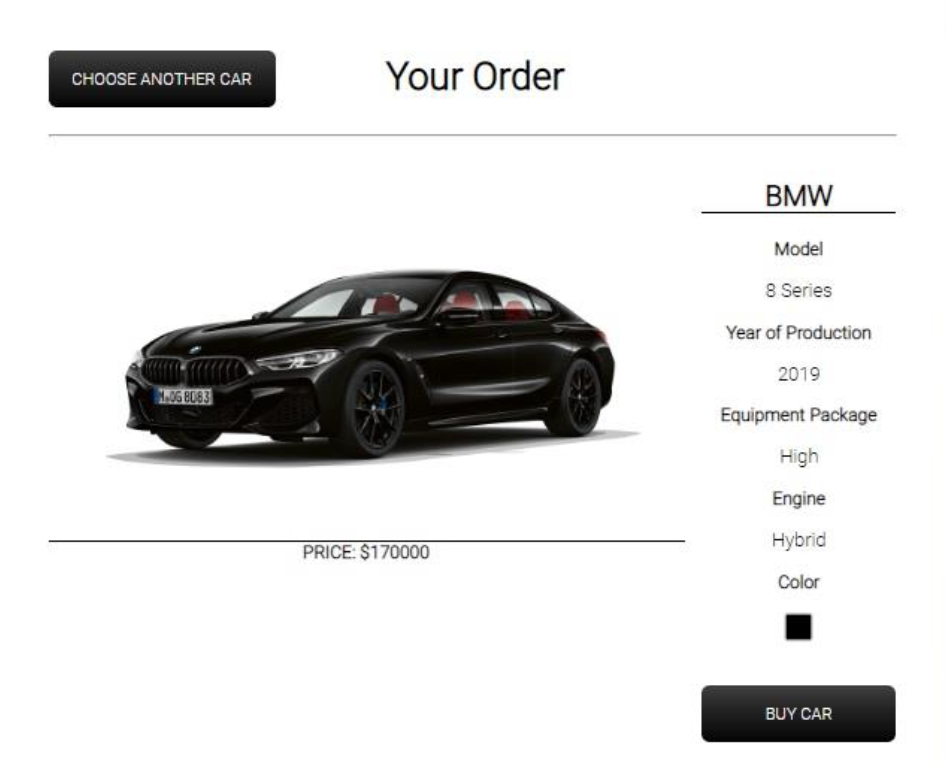 CHOOSE ANOTHER CAR
Your Order
BMW
Model
8 Series
Year of Production
2019
Equipment Package
High
Engine
Hybrid
Color
M OG 8083
PRICE: $170000
BUY CAR